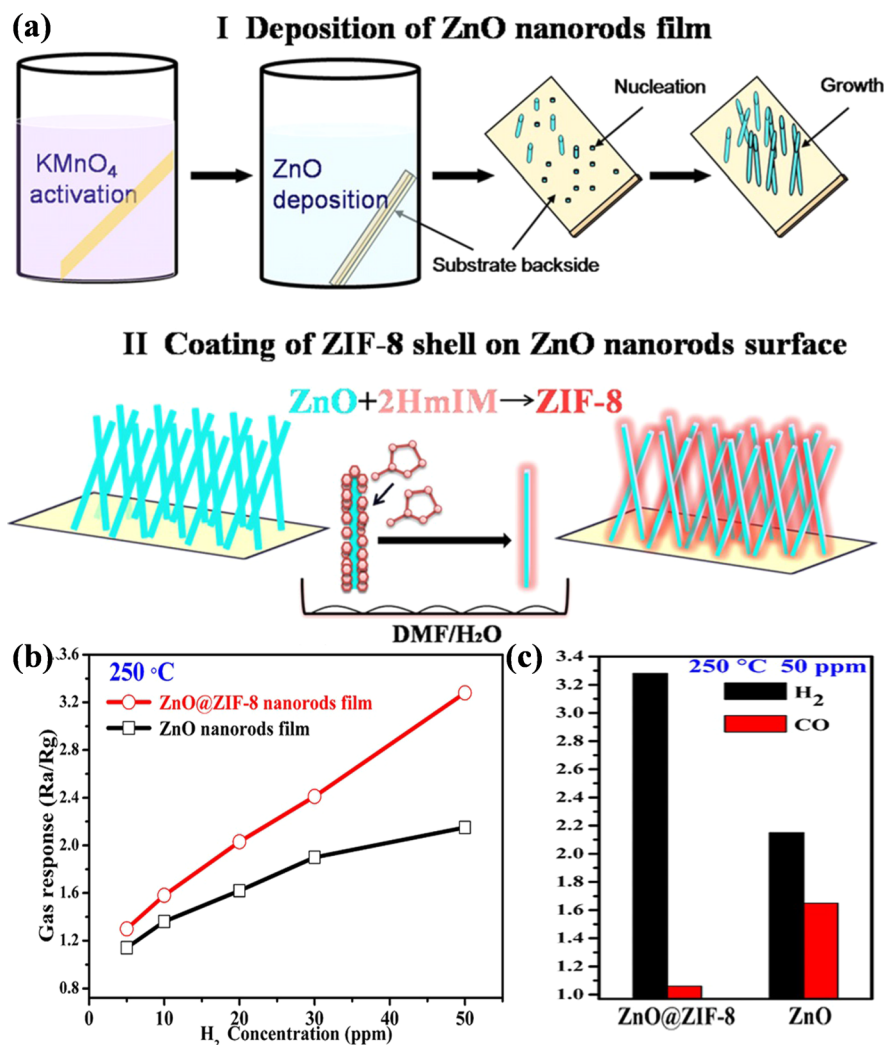 (a)
I Deposition of ZnO nanorods film
KMnO₄
activation
ZnO
deposition
Nucleation
Growth
Substrate backside
II Coating of ZIF-8 shell on ZnO nanorods surface
ZnO+2HmIM→ZIF-8
DMF/H₂O
(b)
250 °C
ZnO@ZIF-8 nanorods film
ZnO nanorods film
Gas response (Ra/Rg)
3.6
3.2
2.8
2.4
2.0
1.6
1.2
0.8
0 10 20 30 40 50
H₂ Concentration (ppm)
(c)
250 °C 50 ppm
H₂
CO
3.4
3.2
3.0
2.8
2.6
2.4
2.2
2.0
1.8
1.6
1.4
1.2
1.0
ZnO@ZIF-8 ZnO